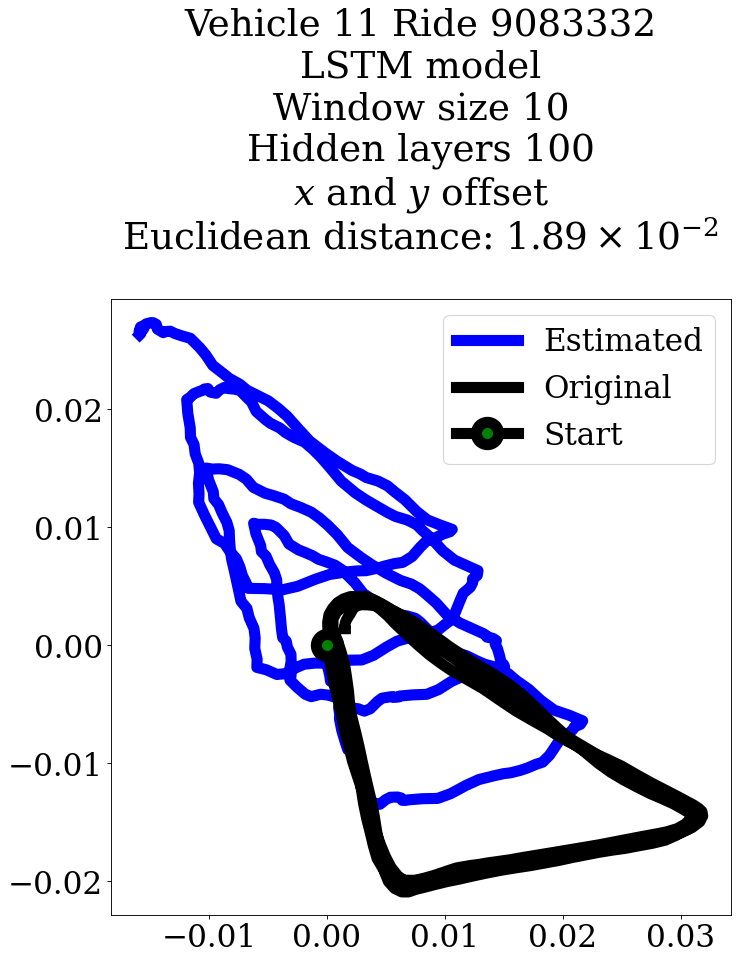 Vehicle 11 Ride 9083332
LSTM model
Window size 10
Hidden layers 100
x and y offset
Euclidean distance: 1.89 × 10⁻²
Estimated
Original
Start
0.02
0.01
0.00
−0.01
−0.02
−0.01 0.00 0.01 0.02 0.03